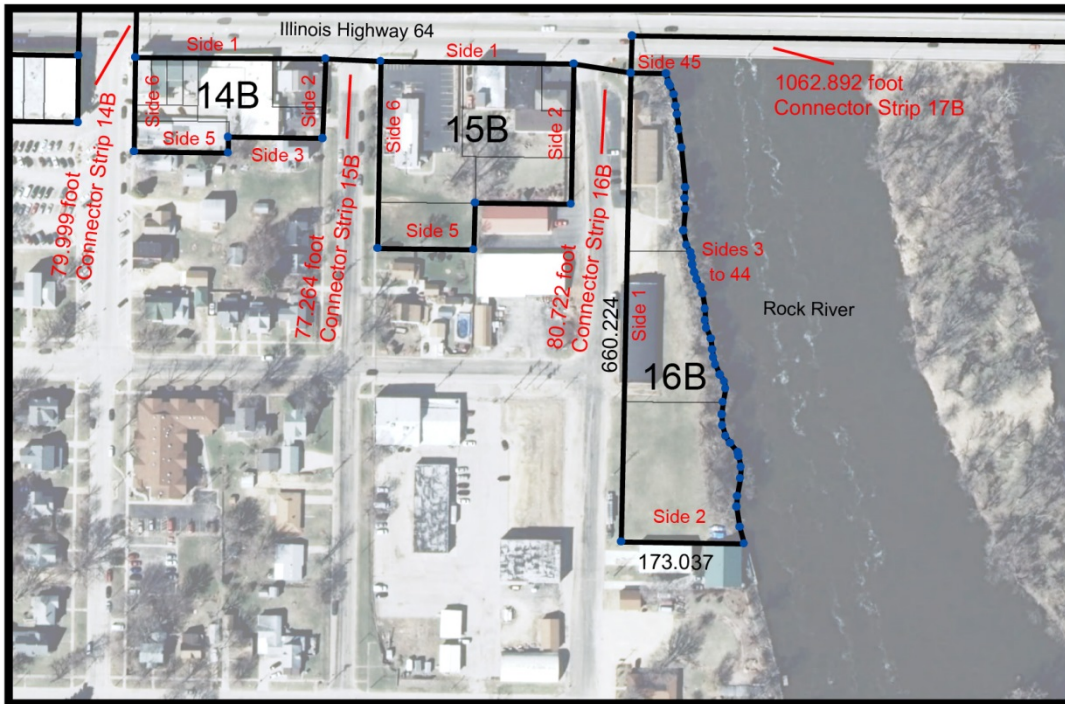 Illinois Highway 64
Side 1
Side 1
Side 45
1062.892 foot
Connector Strip 17B
Side 6
14B
Side 2
79.999 foot
Connector Strip 14B
Side 5
Side 3
77.264 foot
Connector Strip 15B
Side 6
15B
Side 2
Side 5
80.722 foot
Connector Strip 16B
Sides 3
to 44
Rock River
660.224
Side 1
16B
Side 2
173.037